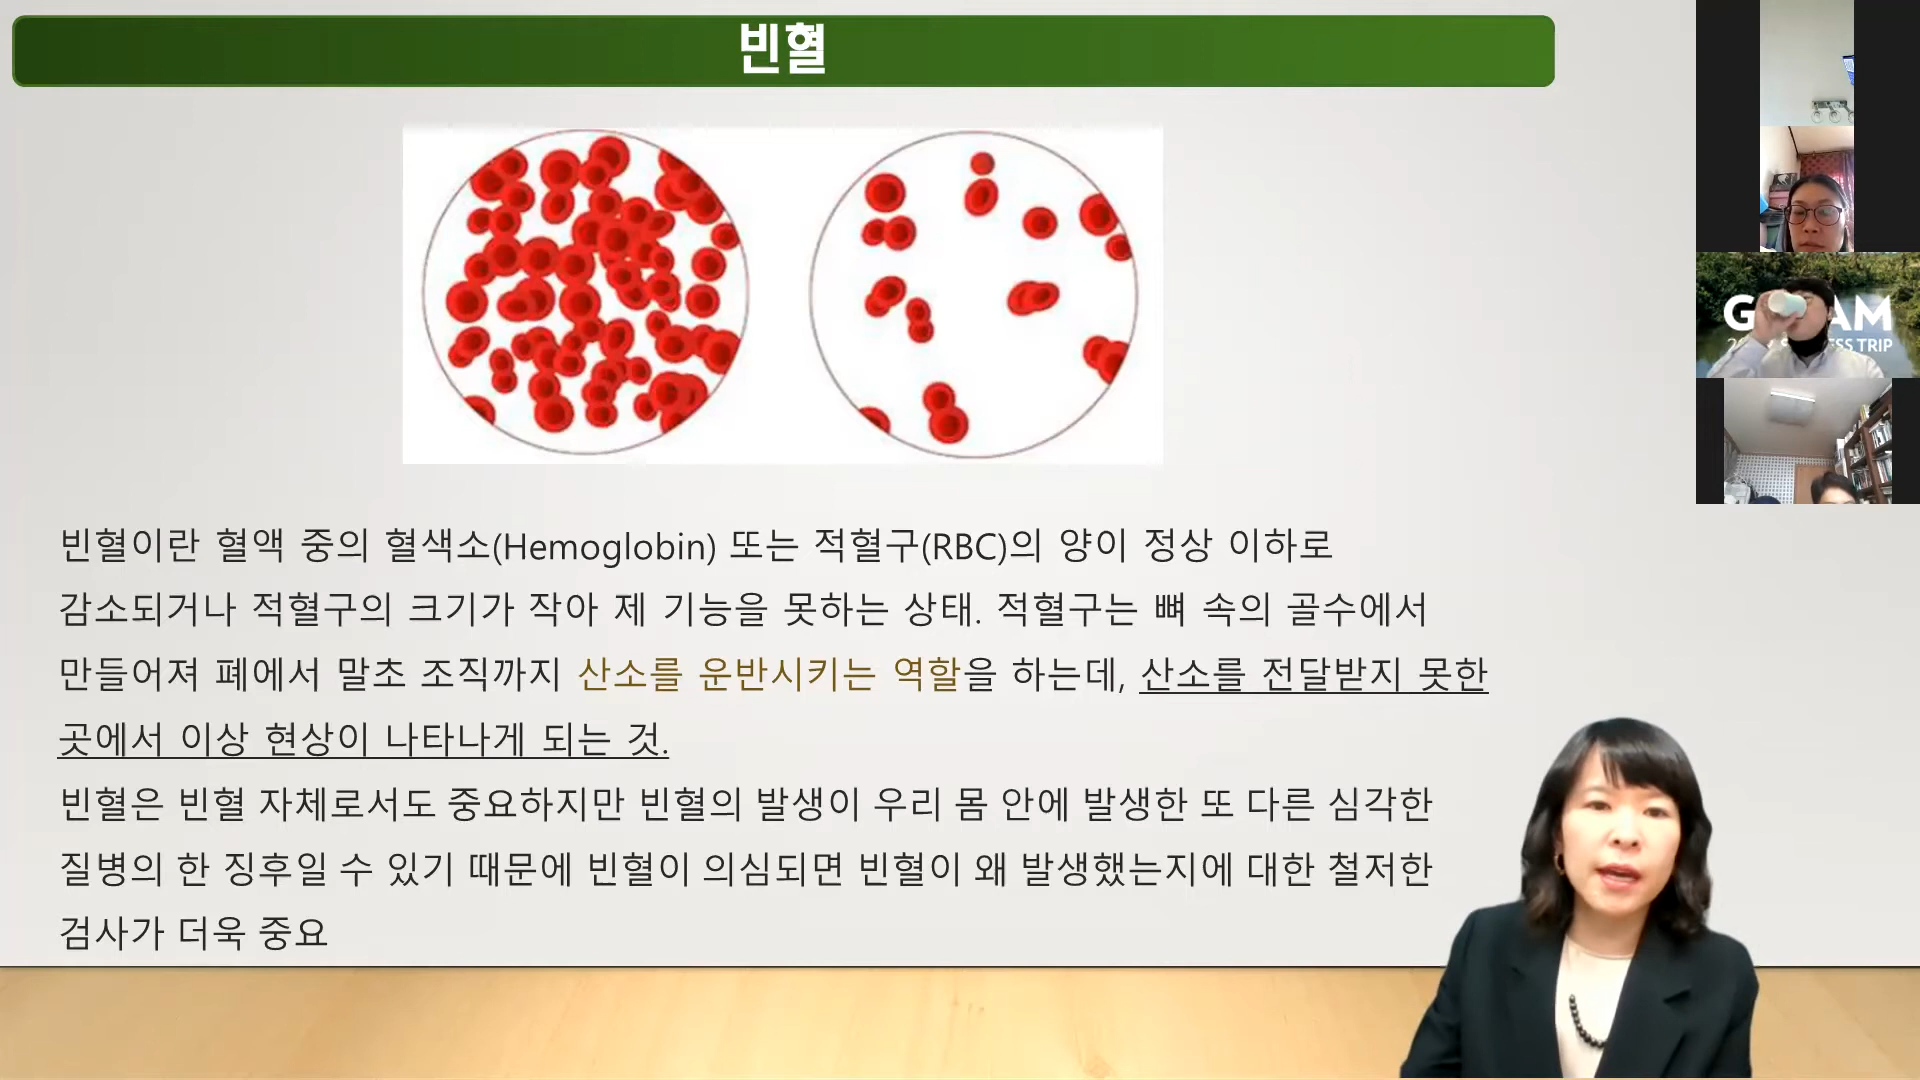 빈혈
빈혈이란 혈액 중의 혈색소(Hemoglobin) 또는 적혈구(RBC)의 양이 정상 이하로
감소되거나 적혈구의 크기가 작아 제 기능을 못하는 상태. 적혈구는 뼈 속의 골수에서
만들어져 폐에서 말초 조직까지 산소를 운반시키는 역할을 하는데, 산소를 전달받지 못한
곳에서 이상 현상이 나타나게 되는 것.
빈혈은 빈혈 자체로서도 중요하지만 빈혈의 발생이 우리 몸 안에 발생한 또 다른 심각한
질병의 한 징후일 수 있기 때문에 빈혈이 의심되면 빈혈이 왜 발생했는지에 대한 철저한
검사가 더욱 중요
TRIP